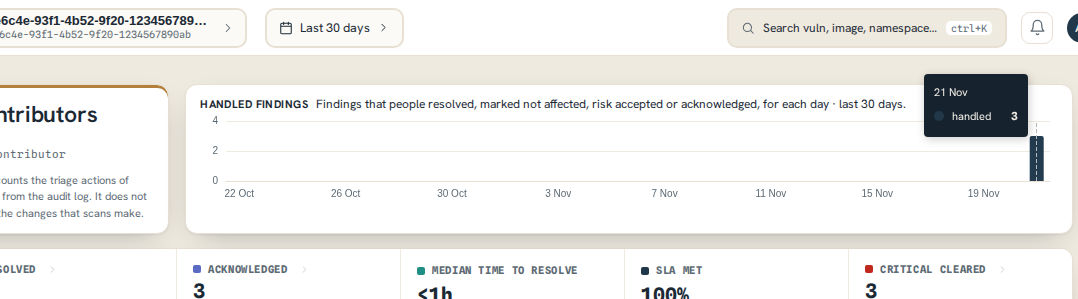 6c4e-93f1-4b52-9f20-123456789...
6c4e-93f1-4b52-9f20-1234567890ab
Last 30 days
Search vuln, image, namespace... ctrl+K
ntributors
ontributor
ounts the triage actions of
from the audit log. It does not
he changes that scans make.
HANDLED FINDINGS Findings that people resolved, marked not affected, risk accepted or acknowledged, for each day · last 30 days.
21 Nov
handled 3
4
2
0
22 Oct 26 Oct 30 Oct 3 Nov 7 Nov 11 Nov 15 Nov 19 Nov
SOLVED
ACKNOWLEDGED
3
MEDIAN TIME TO RESOLVE
<1h
SLA MET
100%
CRITICAL CLEARED
3